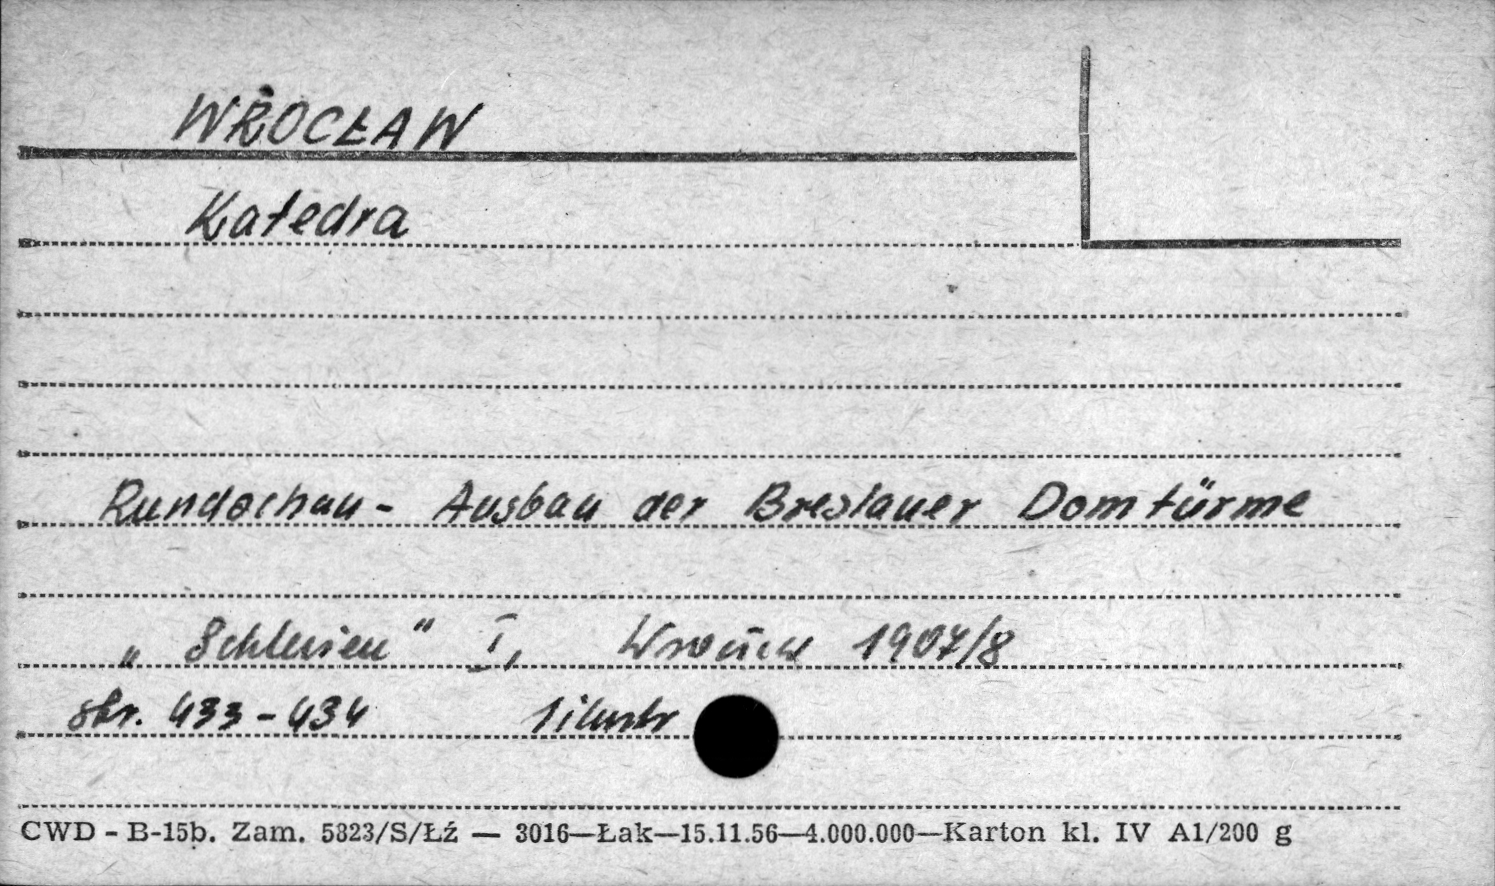 WROCŁAW
Katedra
Rundschau - Ausbau der Breslauer Domtürme
„Schlesien" I, 1907/8
str. 433-434 1 ilustr
CWD - B-15b. Zam. 5823/S/Łź — 3016—Łak—15.11.56—4.000.000—Karton kl. IV A1/200 g